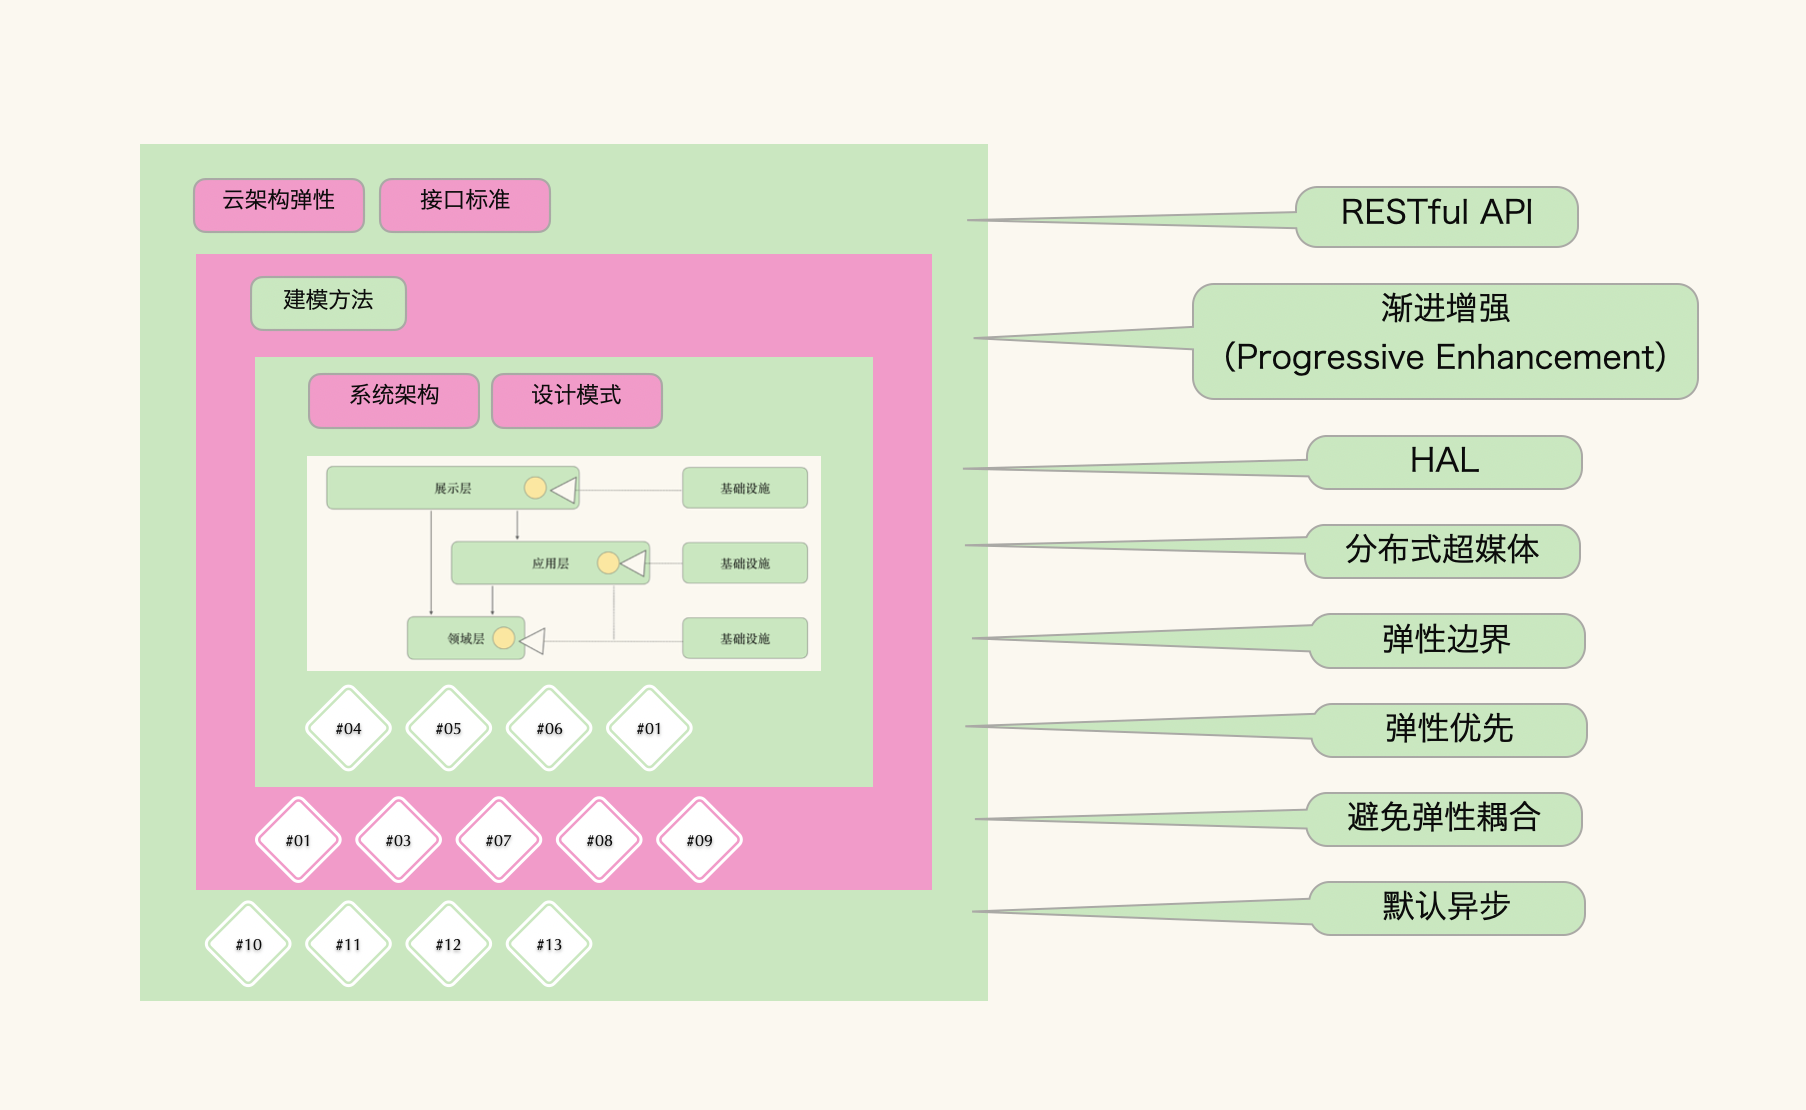 云架构弹性
接口标准
建模方法
系统架构
设计模式
展示层
基础设施
应用层
基础设施
领域层
基础设施
#04
#05
#06
#01
#01
#03
#07
#08
#09
#10
#11
#12
#13
RESTful API
渐进增强
（Progressive Enhancement）
HAL
分布式超媒体
弹性边界
弹性优先
避免弹性耦合
默认异步